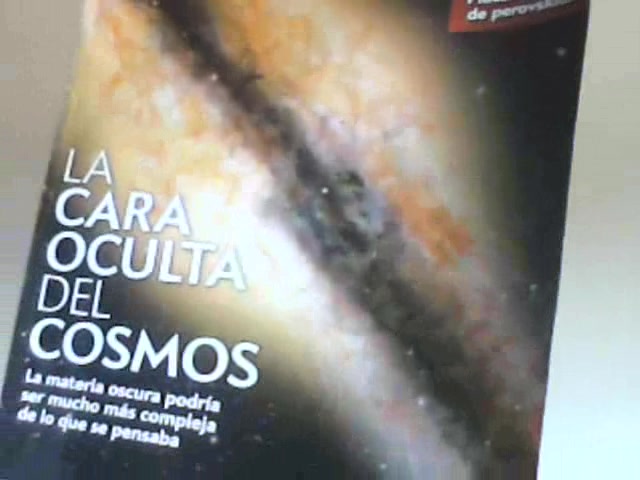 de perovskita
LA
CARA
OCULTA
DEL
COSMOS
La materia oscura podría
ser mucho más compleja
de lo que se pensaba